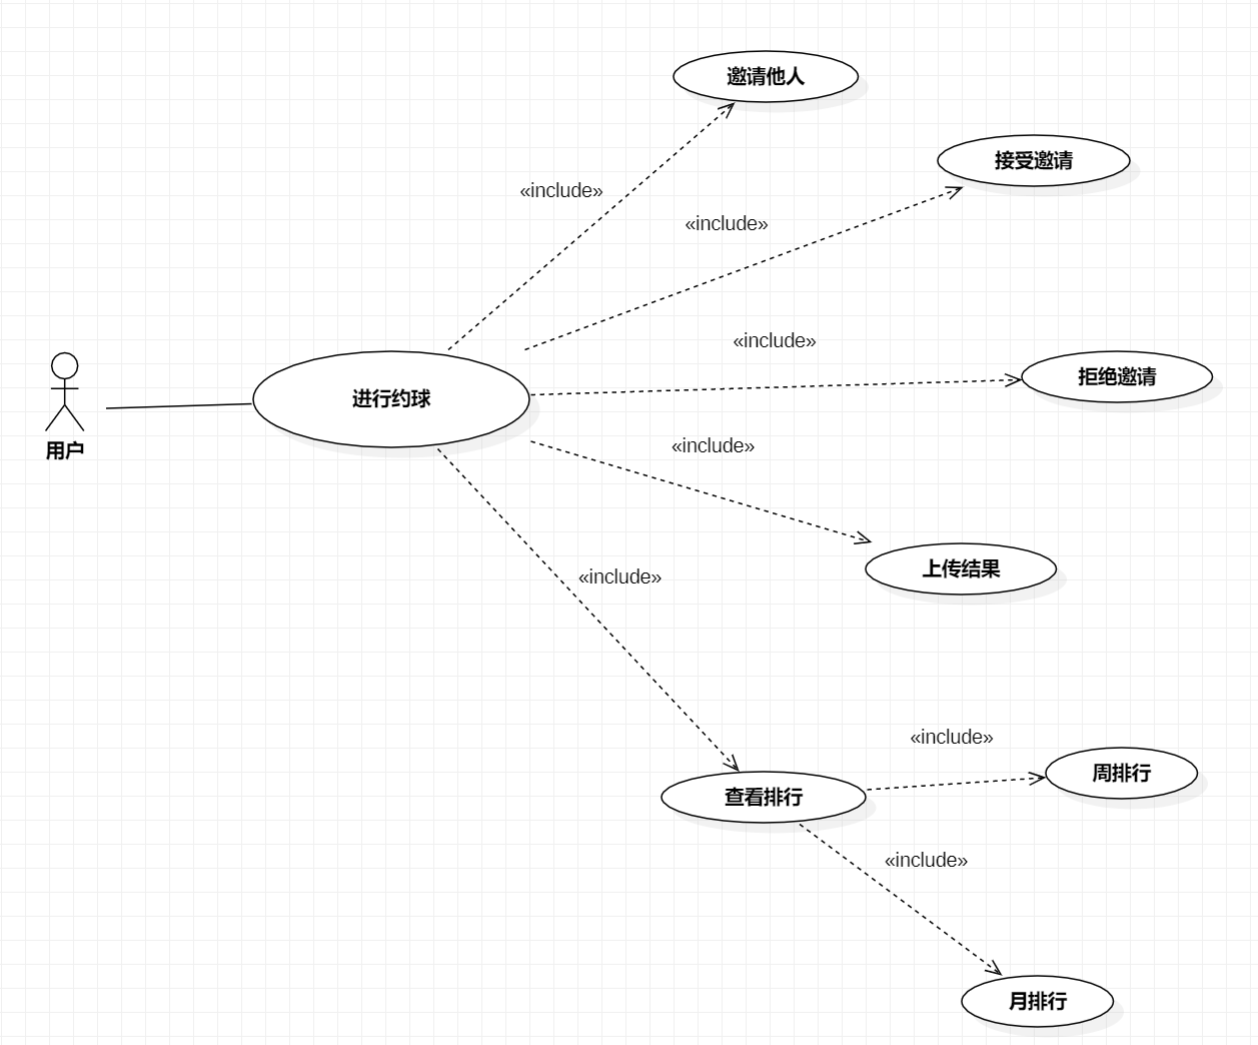 邀请他人
接受邀请
«include»
«include»
«include»
拒绝邀请
进行约球
用户
«include»
上传结果
«include»
«include»
周排行
查看排行
«include»
月排行